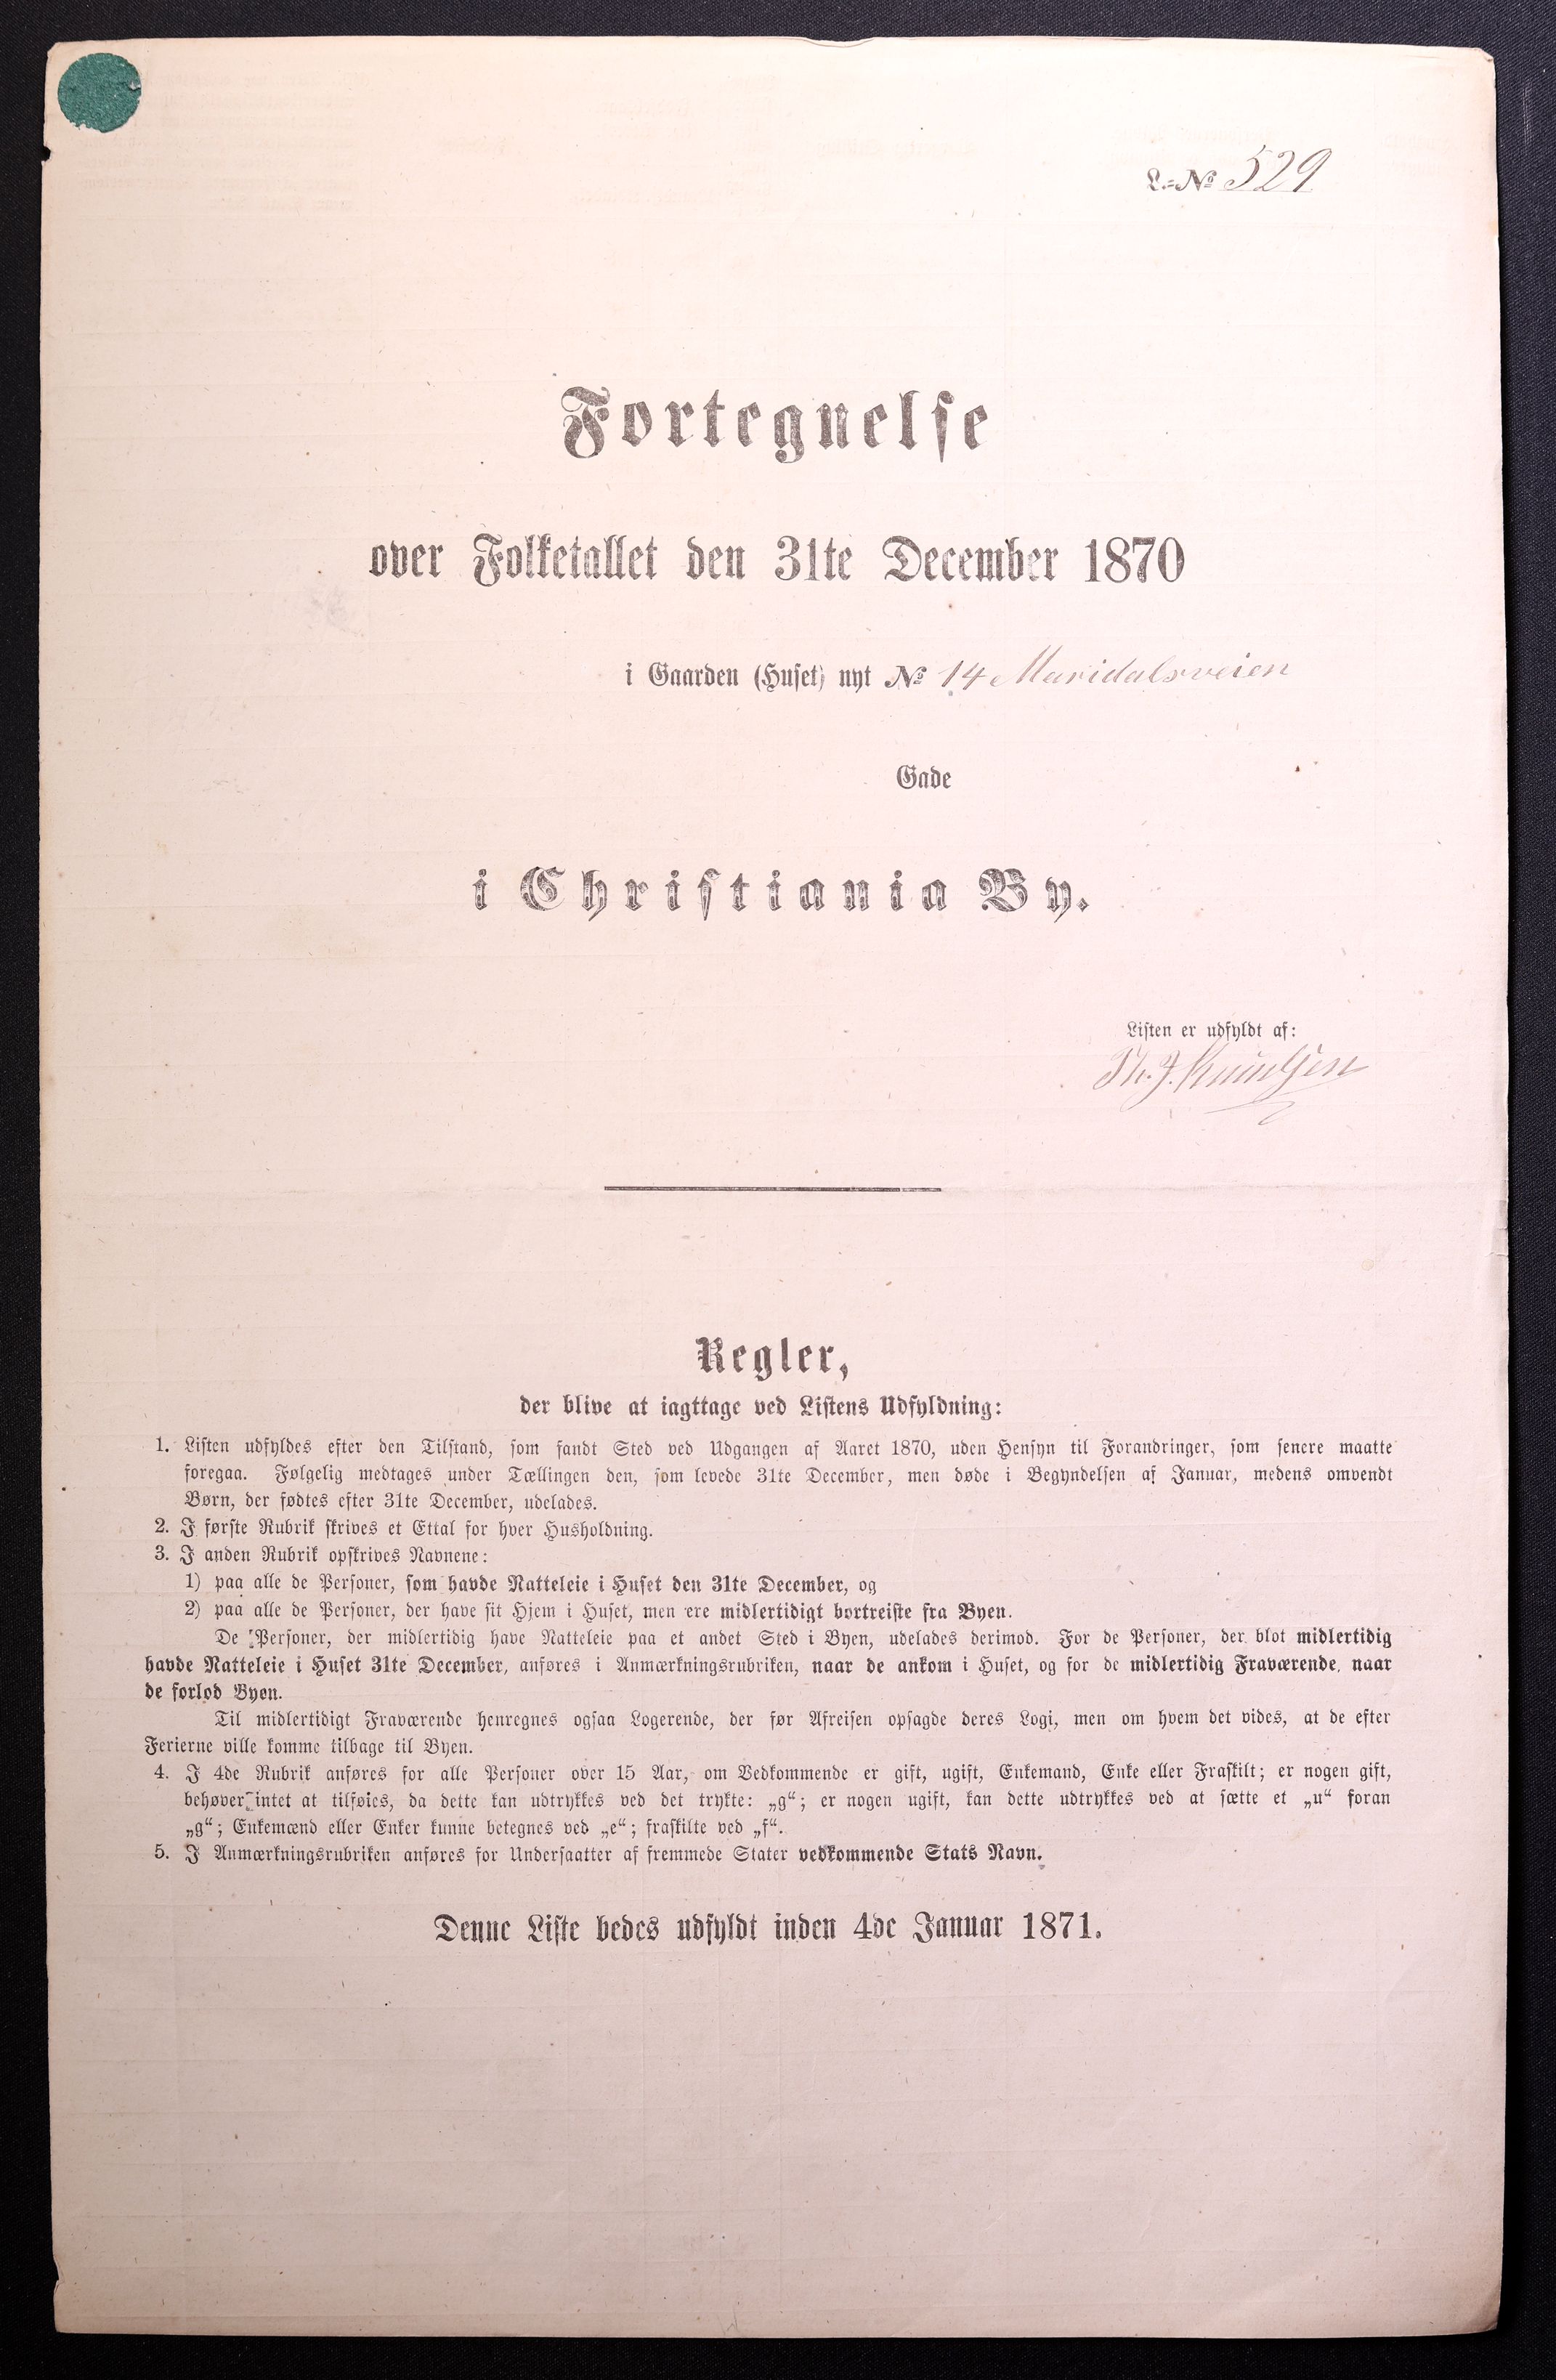 L.-№ 529
Fortegnelse
over Folketallet den 31te December 1870
i Gaarden (Huset) nyt № 14 Maridalsveien
Gade
i Christiania By.
Listen er udfyldt af:
Th. J. Knudsen
Regler,
der blive at iagttage ved Listens Udfyldning:
1. Listen udfyldes efter den Tilstand, som fandt Sted ved Udgangen af Aaret 1870, uden Hensyn til Forandringer, som senere maatte
foregaa. Følgelig medtages under Tællingen den, som levede 31te December, men døde i Begyndelsen af Januar, medens omvendt
Børn, der fødtes efter 31te December, udelades.
2. I første Rubrik skrives et Ettal for hver Husholdning.
3. I anden Rubrik opskrives Navnene:
1) paa alle de Personer, som havde Natteleie i Huset den 31te December, og
2) paa alle de Personer, der have sit Hjem i Huset, men ere midlertidigt bortreiste fra Byen.
De Personer, der midlertidig have Natteleie paa et andet Sted i Byen, udelades derimod. For de Personer, der blot midlertidig
havde Natteleie i Huset 31te December, anføres i Anmærkningsrubriken, naar de ankom i Huset, og for de midlertidig Fraværende, naar
de forlod Byen.
Til midlertidigt Fraværende henregnes ogsaa Logerende, der før Afreisen opsagde deres Logi, men om hvem det vides, at de efter
Ferierne ville komme tilbage til Byen.
4. I 4de Rubrik anføres for alle Personer over 15 Aar, om Vedkommende er gift, ugift, Enkemand, Enke eller Fraskilt; er nogen gift,
behøver intet at tilføies, da dette kan udtrykkes ved det trykte: „g“; er nogen ugift, kan dette udtrykkes ved at sætte et „u“ foran
„g“; Enkemænd eller Enker kunne betegnes ved „e“; fraskilte ved „f“.
5. I Anmærkningsrubriken anføres for Undersaatter af fremmede Stater vedkommende Stats Navn.
Denne Liste bedes udfyldt inden 4de Januar 1871.